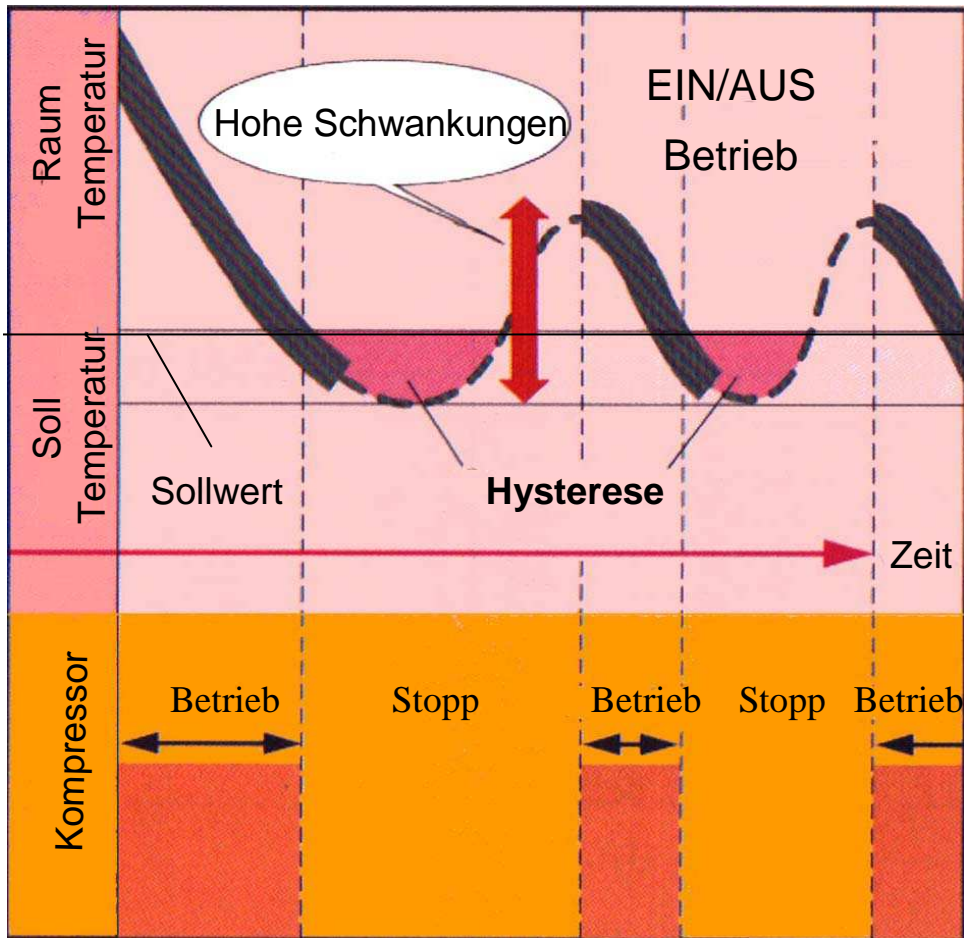 Raum
Temperatur
Hohe Schwankungen
EIN/AUS
Betrieb
Soll
Temperatur
Sollwert
Hysterese
Zeit
Kompressor
Betrieb
Stopp
Betrieb
Stopp
Betrieb